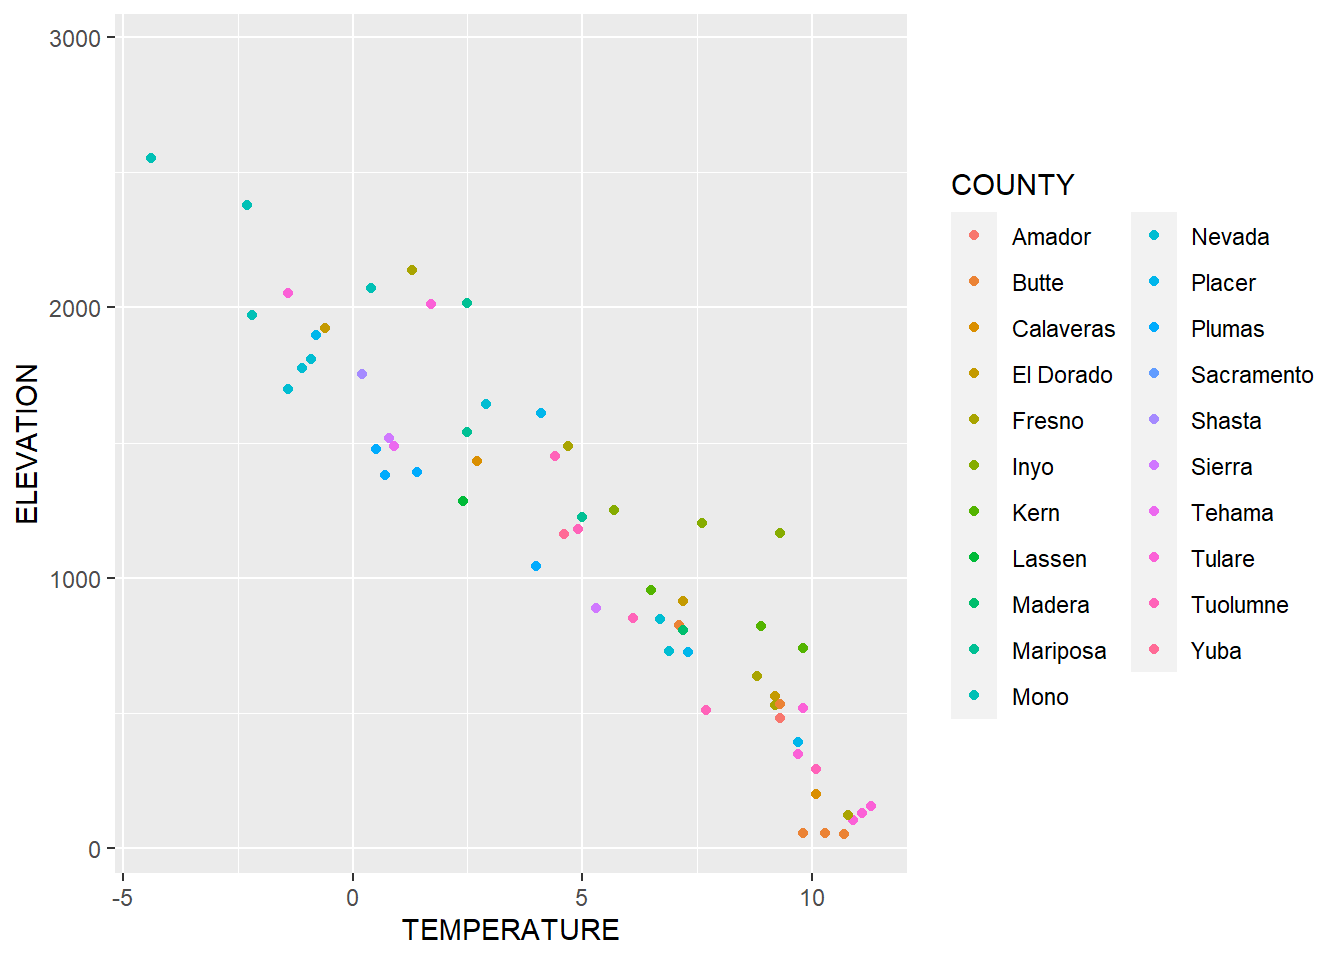 3000
2000
1000
0
ELEVATION
-5 0 5 10
TEMPERATURE
COUNTY
Amador
Butte
Calaveras
El Dorado
Fresno
Inyo
Kern
Lassen
Madera
Mariposa
Mono
Nevada
Placer
Plumas
Sacramento
Shasta
Sierra
Tehama
Tulare
Tuolumne
Yuba